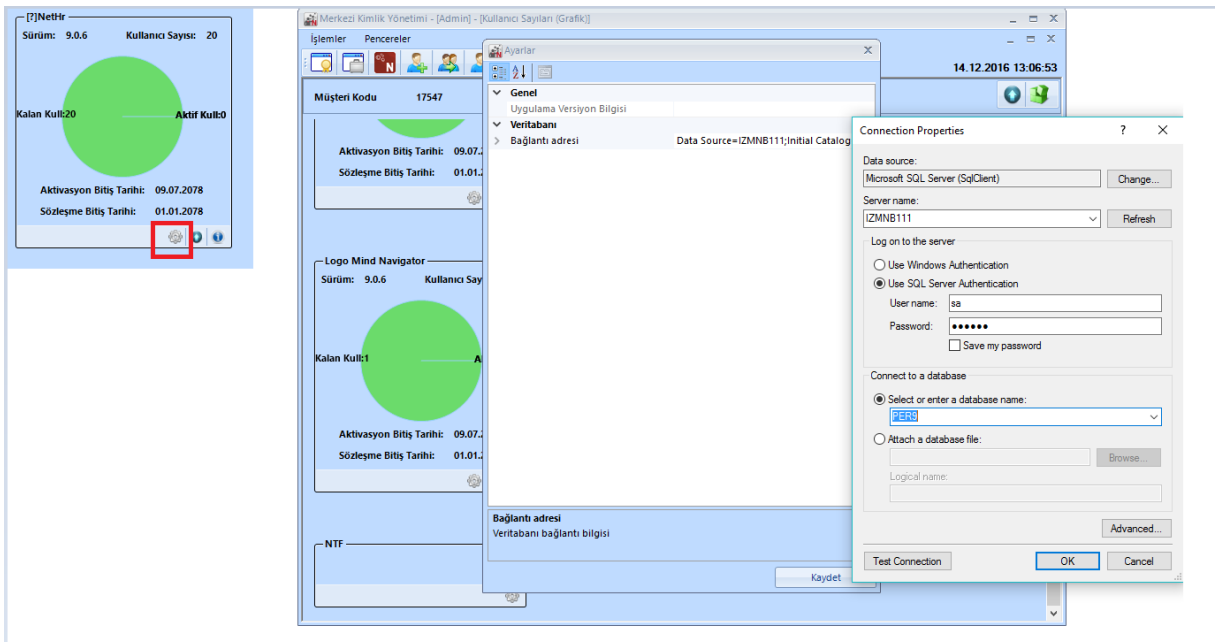 [?]NetHr
Sürüm: 9.0.6 Kullanıcı Sayısı: 20
Kalan Kull:20 Aktif Kull:0
Aktivasyon Bitiş Tarihi: 09.07.2078
Sözleşme Bitiş Tarihi: 01.01.2078
Merkezi Kimlik Yönetimi - [Admin] - [Kullanıcı Sayıları (Grafik)]
İşlemler Pencereler
14.12.2016 13:06:53
Müşteri Kodu 17547
Aktivasyon Bitiş Tarihi: 09.07.
Sözleşme Bitiş Tarihi: 01.01.
Logo Mind Navigator
Sürüm: 9.0.6 Kullanıcı Say
Kalan Kull:1 A
Aktivasyon Bitiş Tarihi: 09.07.
Sözleşme Bitiş Tarihi: 01.01.
NTF
Ayarlar
Genel
Uygulama Versiyon Bilgisi
Veritabanı
Bağlantı adresi Data Source=IZMNB111;Initial Catalog
Bağlantı adresi
Veritabanı bağlantı bilgisi
Kaydet
Connection Properties
Data source:
Microsoft SQL Server (SqlClient) Change...
Server name:
IZMNB111 Refresh
Log on to the server
Use Windows Authentication
Use SQL Server Authentication
User name: sa
Password: ●●●●●●
Save my password
Connect to a database
Select or enter a database name:
PER9
Attach a database file:
Browse...
Logical name:
Advanced...
Test Connection OK Cancel